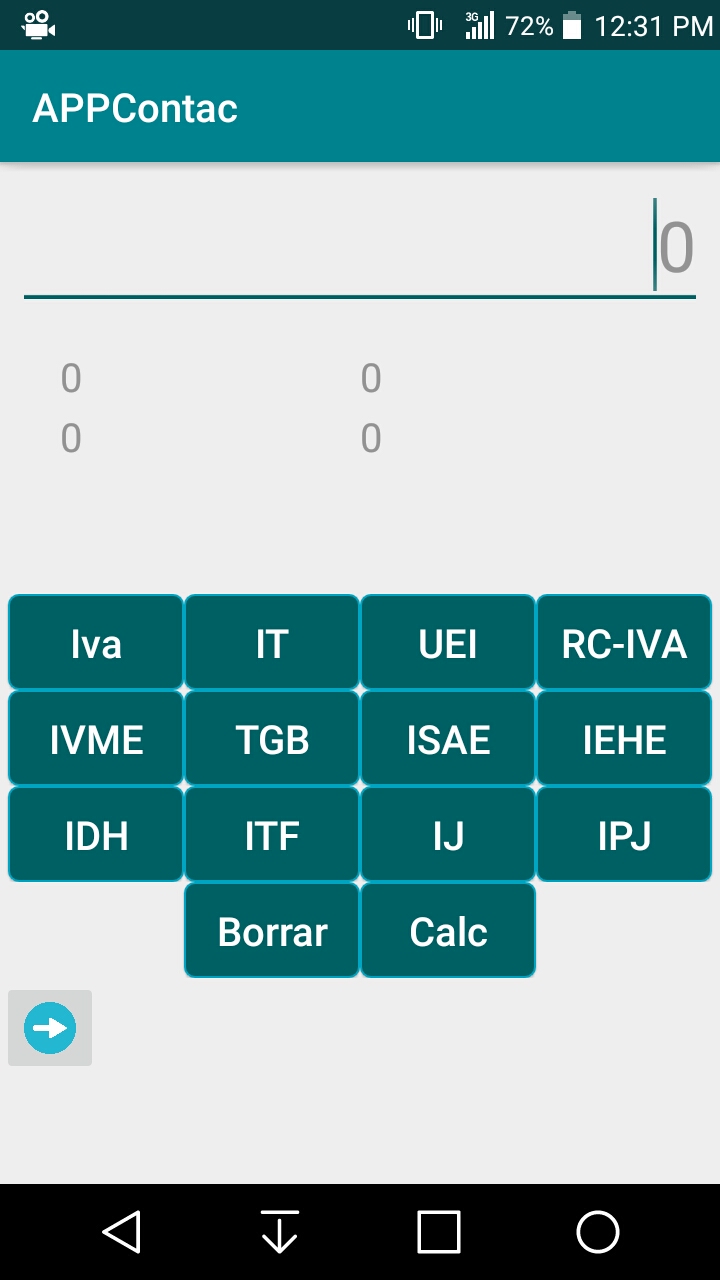 3G 72% 12:31 PM
APPContac
0
0 0
0 0
Iva IT UEI RC-IVA
IVME TGB ISAE IEHE
IDH ITF IJ IPJ
Borrar Calc